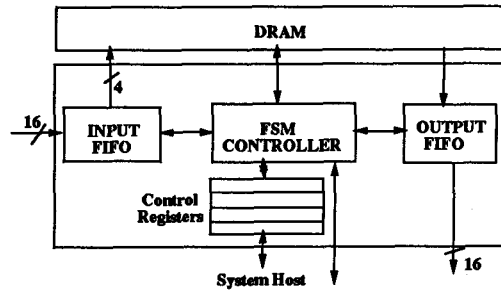 DRAM
4
16
INPUT
FIFO
FSM
CONTROLLER
OUTPUT
FIFO
Control
Registers
16
System Host